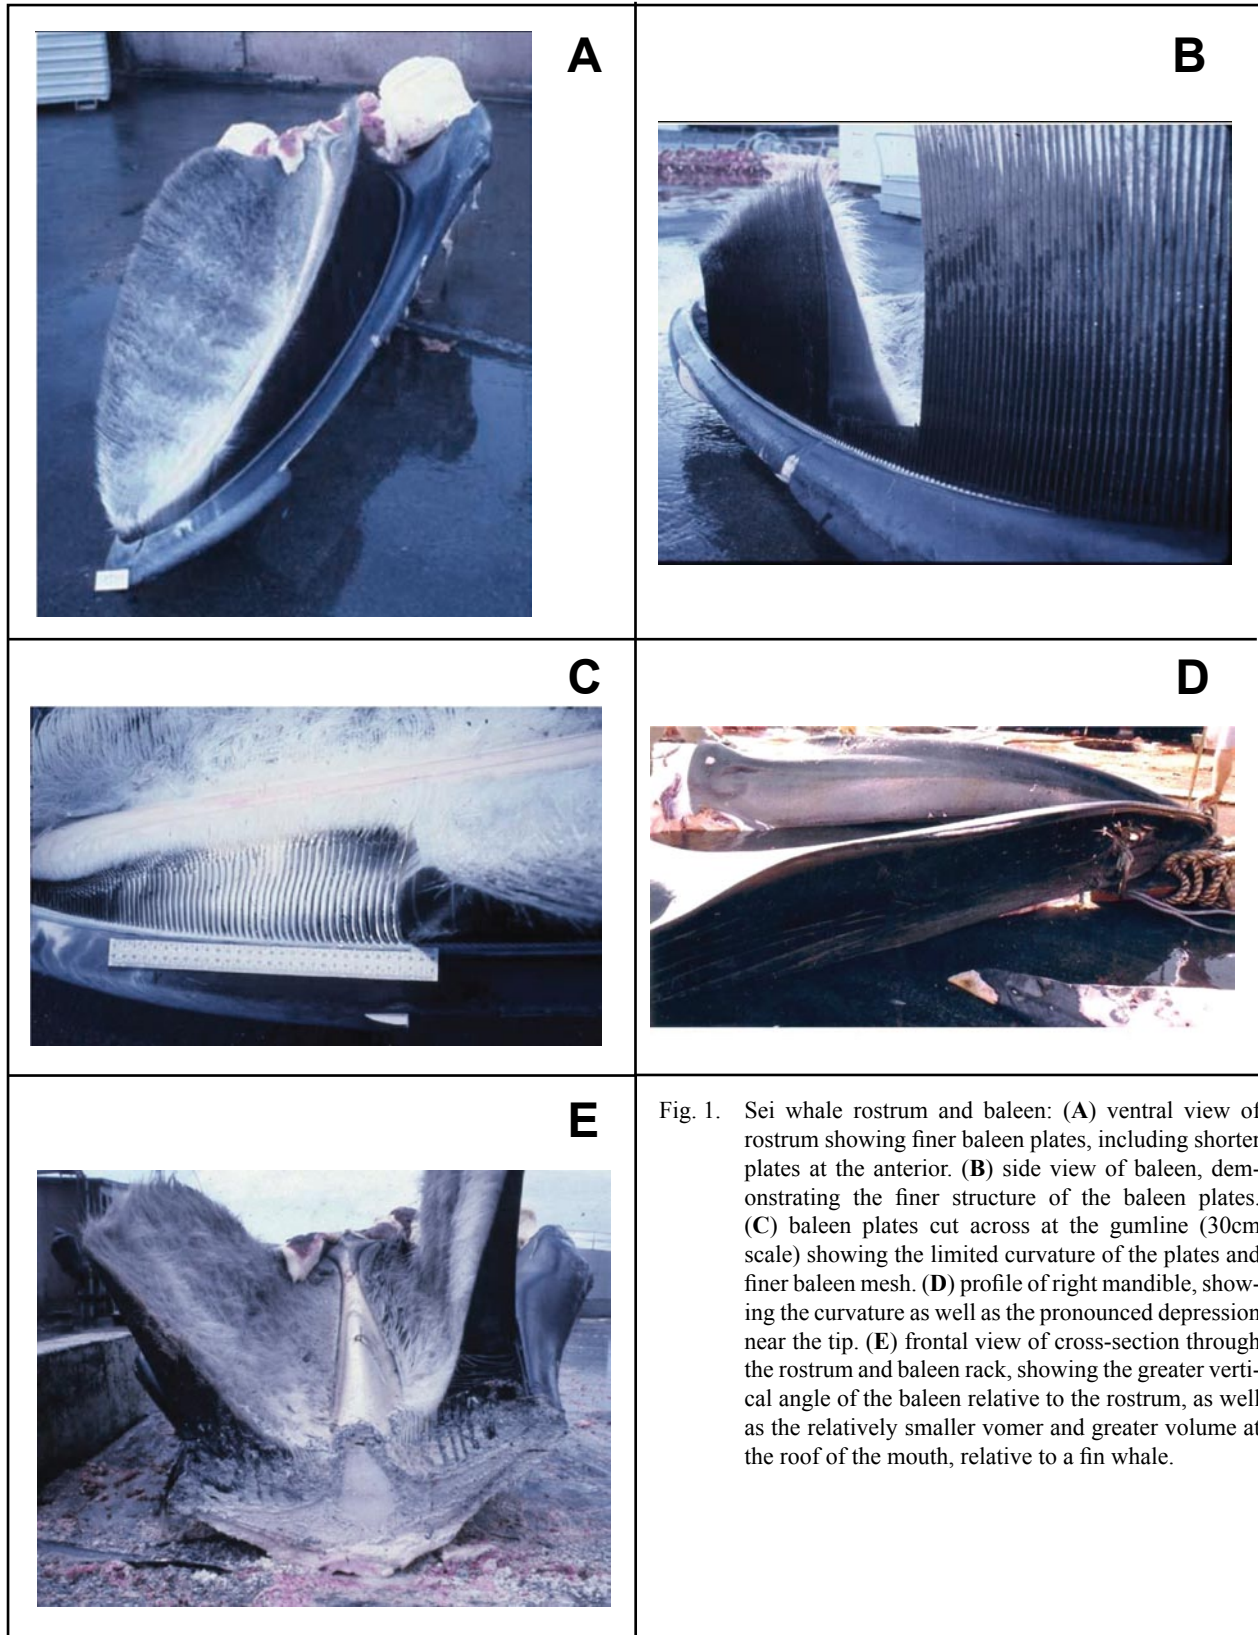 A
B
C
D
E
Fig. 1. Sei whale rostrum and baleen: (A) ventral view of
rostrum showing finer baleen plates, including shorter
plates at the anterior. (B) side view of baleen, dem-
onstrating the finer structure of the baleen plates.
(C) baleen plates cut across at the gumline (30cm
scale) showing the limited curvature of the plates and
finer baleen mesh. (D) profile of right mandible, show-
ing the curvature as well as the pronounced depression
near the tip. (E) frontal view of cross-section through
the rostrum and baleen rack, showing the greater verti-
cal angle of the baleen relative to the rostrum, as well
as the relatively smaller vomer and greater volume at
the roof of the mouth, relative to a fin whale.